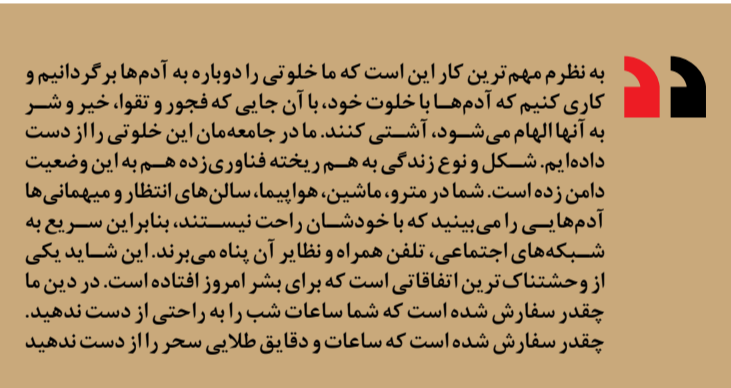 به نظرم مهم‌ترین کار این است که ما خلوتی را دوباره به آدم‌ها برگردانیم و
کاری کنیم که آدم‌ها با خلوت خود، با آن جایی که فجور و تقوا، خیر و شر
به آنها الهام می‌شود، آشتی کنند. ما در جامعه‌مان این خلوتی را از دست
داده‌ایم. شکل و نوع زندگی به هم ریخته فناوری‌زده هم به این وضعیت
دامن زده است. شما در مترو، ماشین، هواپیما، سالن‌های انتظار و میهمانی‌ها
آدم‌هایی را می‌بینید که با خودشان راحت نیستند، بنابراین سریع به
شبکه‌های اجتماعی، تلفن همراه و نظایر آن پناه می‌برند. این شاید یکی
از وحشتناک‌ترین اتفاقاتی است که برای بشر امروز افتاده است. در دین ما
چقدر سفارش شده است که شما ساعات شب را به راحتی از دست ندهید.
چقدر سفارش شده است که ساعات و دقایق طلایی سحر را از دست ندهید